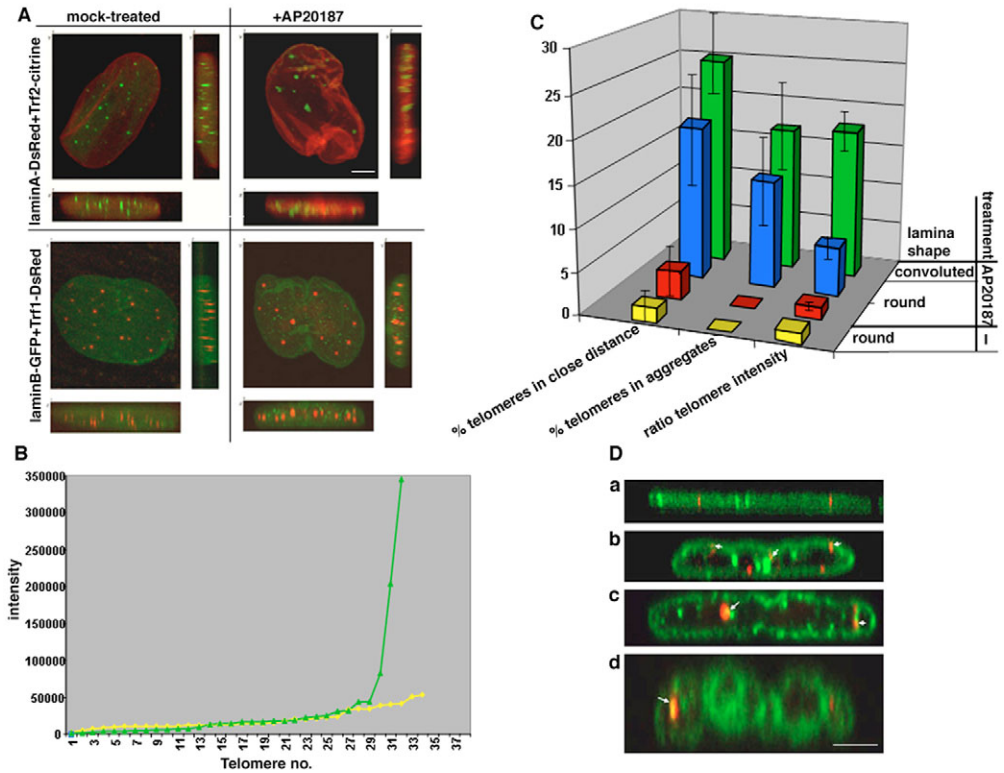 A
mock-treated
+AP20187
laminA-DsRed+Trf2-citrine
laminB-GFP+Trf1-DsRed
B
350000
300000
250000
200000
150000
100000
50000
0
intensity
1 3 5 7 9 11 13 15 17 19 21 23 25 27 29 31 33 35 37
Telomere no.
C
30
25
20
15
10
5
0
% telomeres in close distance
% telomeres in aggregates
ratio telomere intensity
lamina shape
convoluted
round
round
treatment
AP20187
I
D
a
b
c
d